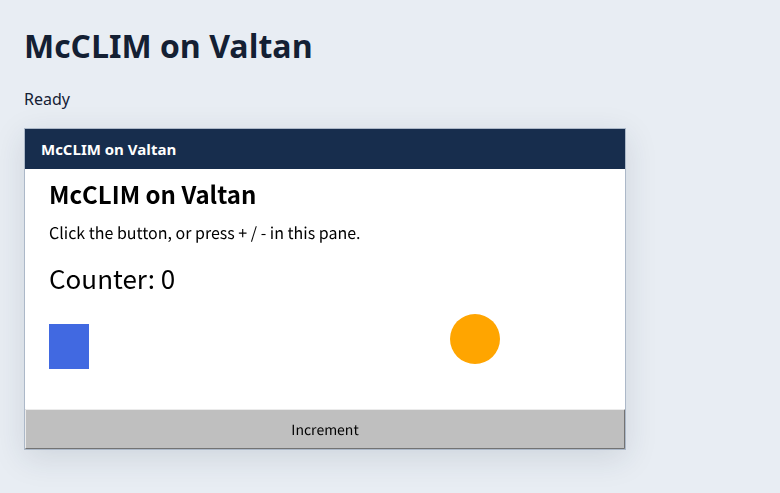 McCLIM on Valtan
Ready
McCLIM on Valtan
McCLIM on Valtan
Click the button, or press + / - in this pane.
Counter: 0
Increment